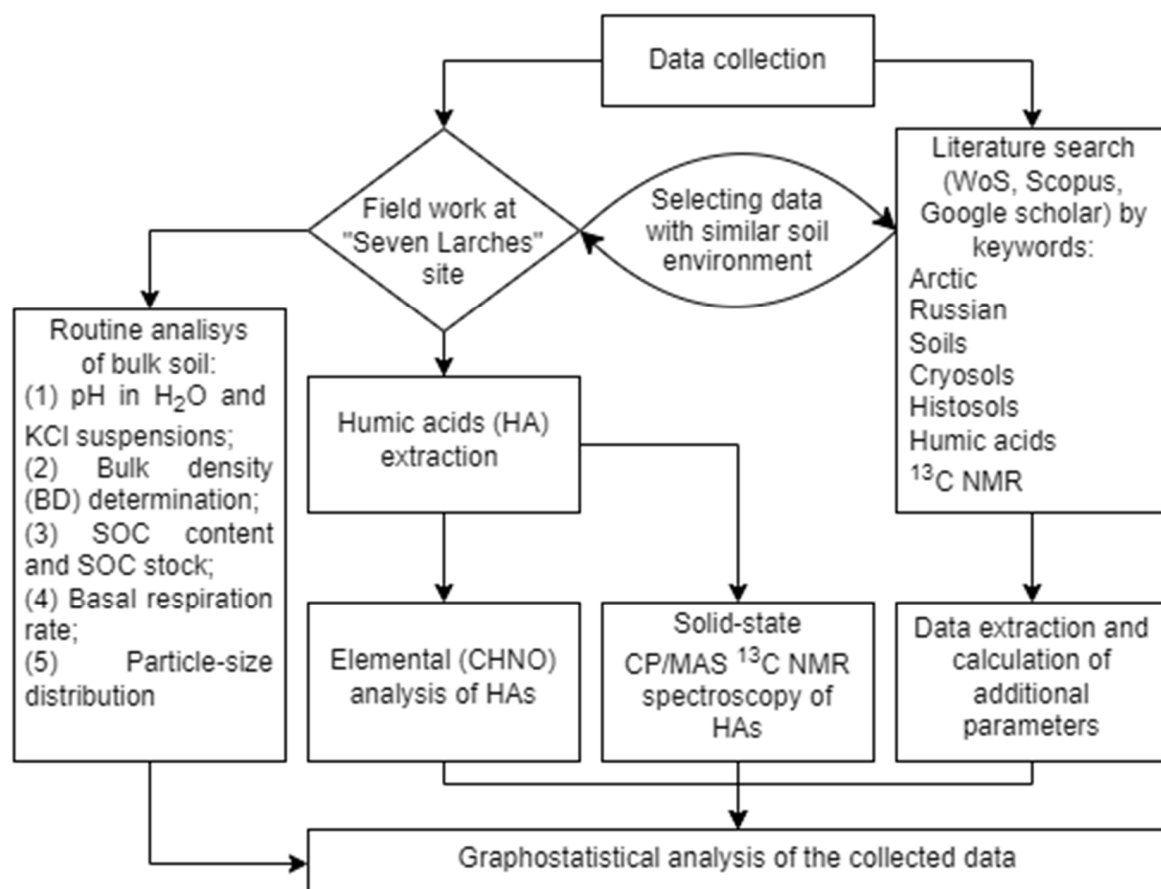 Data collection
Field work at
"Seven Larches"
site
Selecting data
with similar soil
environment
Literature search
(WoS, Scopus,
Google scholar) by
keywords:
Arctic
Russian
Soils
Cryosols
Histosols
Humic acids
¹³C NMR
Routine analisys
of bulk soil:
(1) pH in H₂O and
KCl suspensions;
(2) Bulk density
(BD) determination;
(3) SOC content
and SOC stock;
(4) Basal respiration
rate;
(5) Particle-size
distribution
Humic acids (HA)
extraction
Elemental (CHNO)
analysis of HAs
Solid-state
CP/MAS ¹³C NMR
spectroscopy of
HAs
Data extraction and
calculation of
additional
parameters
Graphostatistical analysis of the collected data